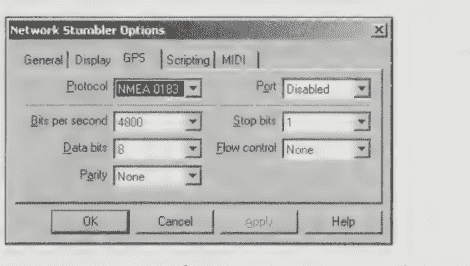 Network Stumbler Options
General Display GPS Scripting MIDI
Protocol NMEA 0183 Port Disabled
Bits per second 4800 Stop bits 1
Data bits 8 Flow control None
Parity None
OK Cancel Apply Help